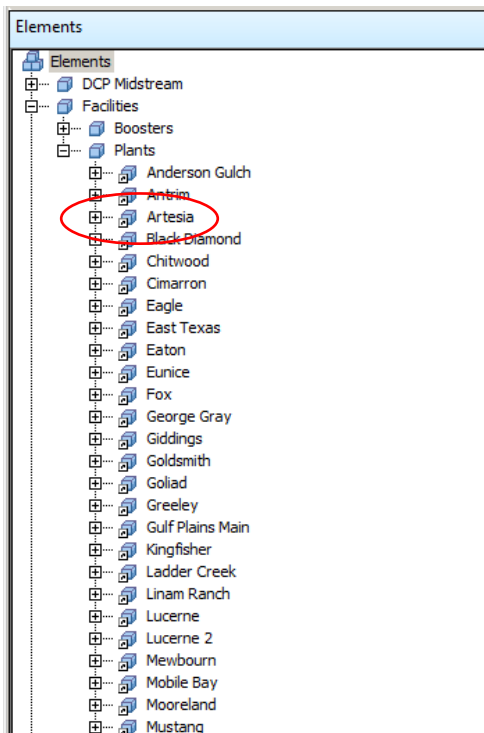 Elements
Elements
DCP Midstream
Facilities
Boosters
Plants
Anderson Gulch
Antrim
Artesia
Black Diamond
Chitwood
Cimarron
Eagle
East Texas
Eaton
Eunice
Fox
George Gray
Giddings
Goldsmith
Goliad
Greeley
Gulf Plains Main
Kingfisher
Ladder Creek
Linam Ranch
Lucerne
Lucerne 2
Mewbourn
Mobile Bay
Mooreland
Mustang